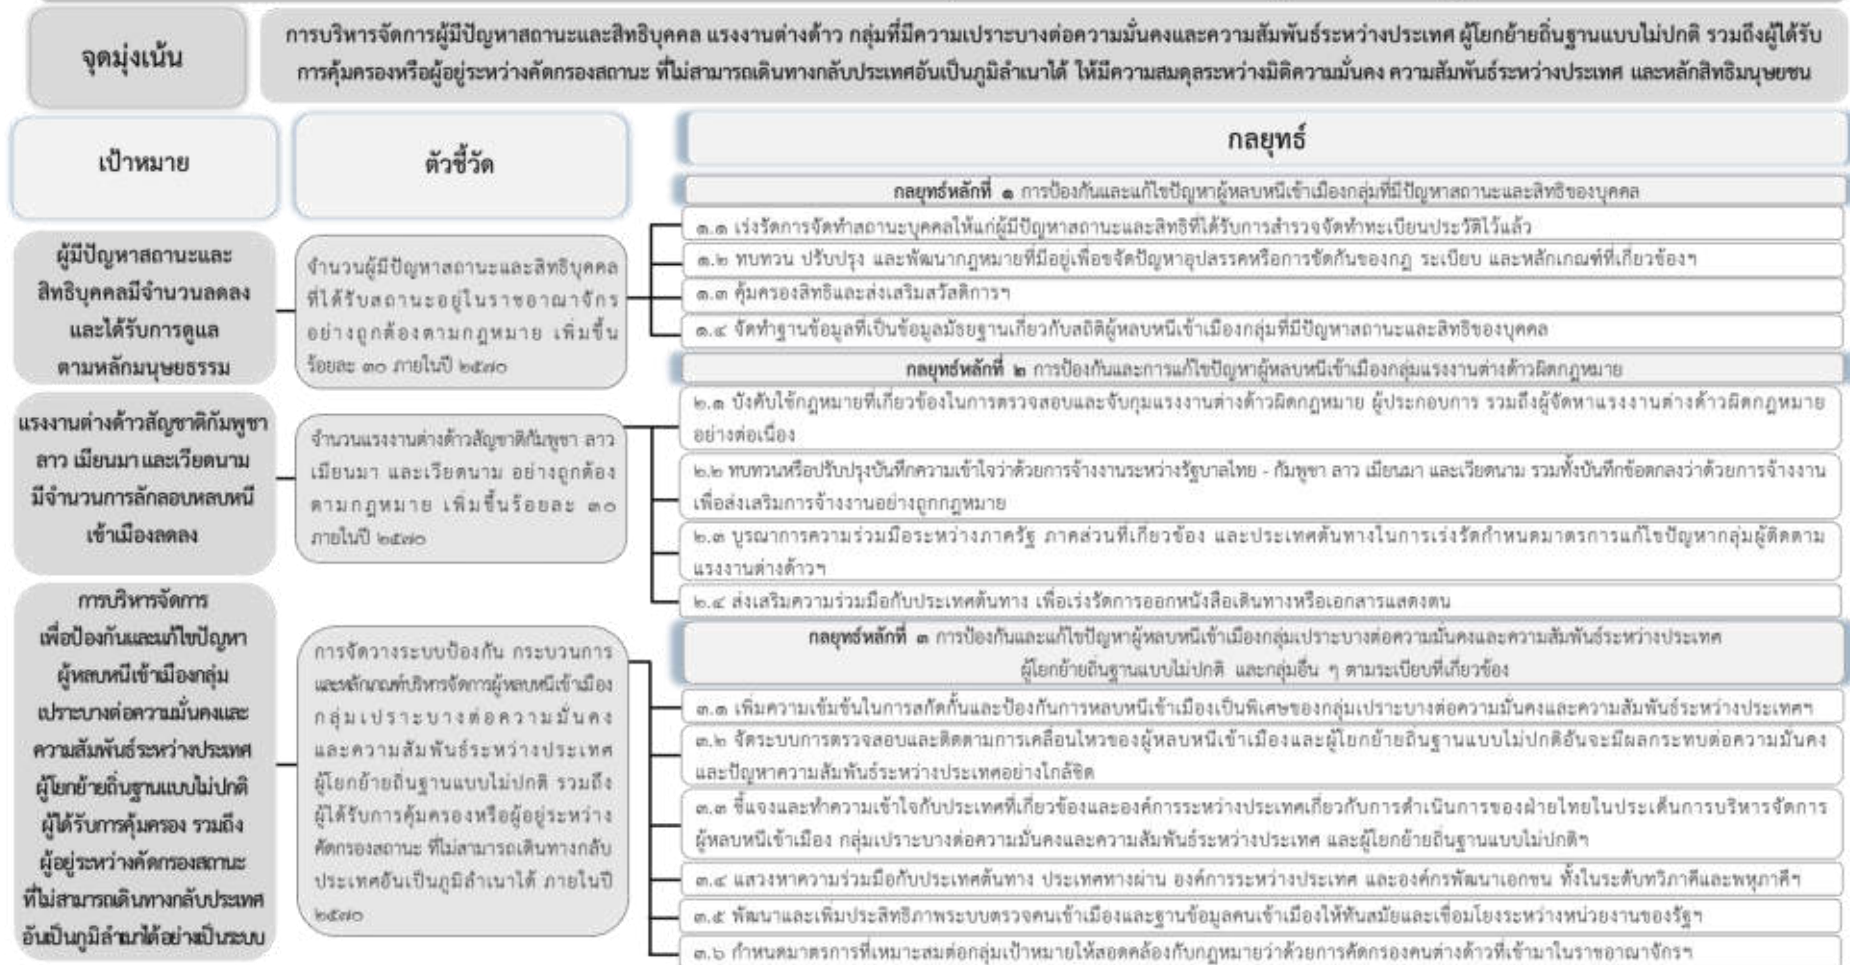 จุดมุ่งเน้น
การบริหารจัดการผู้มีปัญหาสถานะและสิทธิบุคคล แรงงานต่างด้าว กลุ่มที่มีความเปราะบางต่อความมั่นคงและความสัมพันธ์ระหว่างประเทศ ผู้โยกย้ายถิ่นฐานแบบไม่ปกติ รวมถึงผู้ได้รับ
การคุ้มครองหรือผู้อยู่ระหว่างคัดกรองสถานะ ที่ไม่สามารถเดินทางกลับประเทศอันเป็นภูมิลำเนาได้ ให้มีความสมดุลระหว่างมิติความมั่นคง ความสัมพันธ์ระหว่างประเทศ และหลักสิทธิมนุษยชน
เป้าหมาย
ตัวชี้วัด
กลยุทธ์
ผู้มีปัญหาสถานะและ
สิทธิบุคคลมีจำนวนลดลง
และได้รับการดูแล
ตามหลักมนุษยธรรม
จำนวนผู้มีปัญหาสถานะและสิทธิบุคคล
ที่ได้รับสถานะอยู่ในราชอาณาจักร
อย่างถูกต้องตามกฎหมาย เพิ่มขึ้น
ร้อยละ ๓๐ ภายในปี ๒๕๗๐
กลยุทธ์หลักที่ ๑ การป้องกันและแก้ไขปัญหาผู้หลบหนีเข้าเมืองกลุ่มที่มีปัญหาสถานะและสิทธิของบุคคล
๑.๑ เร่งรัดการจัดทำสถานะบุคคลให้แก่ผู้มีปัญหาสถานะและสิทธิที่ได้รับการสำรวจจัดทำทะเบียนประวัติไว้แล้ว
๑.๒ ทบทวน ปรับปรุง และพัฒนากฎหมายที่มีอยู่เพื่อขจัดปัญหาอุปสรรคหรือการขัดกันของกฎ ระเบียบ และหลักเกณฑ์ที่เกี่ยวข้องฯ
๑.๓ คุ้มครองสิทธิและส่งเสริมสวัสดิการฯ
๑.๔ จัดทำฐานข้อมูลที่เป็นข้อมูลมัธยฐานเกี่ยวกับสถิติผู้หลบหนีเข้าเมืองกลุ่มที่มีปัญหาสถานะและสิทธิของบุคคล
แรงงานต่างด้าวสัญชาติกัมพูชา
ลาว เมียนมา และเวียดนาม
มีจำนวนการลักลอบหลบหนี
เข้าเมืองลดลง
จำนวนแรงงานต่างด้าวสัญชาติกัมพูชา ลาว
เมียนมา และเวียดนาม อย่างถูกต้อง
ตามกฎหมาย เพิ่มขึ้นร้อยละ ๓๐
ภายในปี ๒๕๗๐
กลยุทธ์หลักที่ ๒ การป้องกันและการแก้ไขปัญหาผู้หลบหนีเข้าเมืองกลุ่มแรงงานต่างด้าวผิดกฎหมาย
๒.๑ บังคับใช้กฎหมายที่เกี่ยวข้องในการตรวจสอบและจับกุมแรงงานต่างด้าวผิดกฎหมาย ผู้ประกอบการ รวมถึงผู้จัดหาแรงงานต่างด้าวผิดกฎหมาย
อย่างต่อเนื่อง
๒.๒ ทบทวนหรือปรับปรุงบันทึกความเข้าใจว่าด้วยการจ้างงานระหว่างรัฐบาลไทย - กัมพูชา ลาว เมียนมา และเวียดนาม รวมทั้งบันทึกข้อตกลงว่าด้วยการจ้างงาน
เพื่อส่งเสริมการจ้างงานอย่างถูกกฎหมาย
๒.๓ บูรณาการความร่วมมือระหว่างภาครัฐ ภาคส่วนที่เกี่ยวข้อง และประเทศต้นทางในการเร่งรัดกำหนดมาตรการแก้ไขปัญหากลุ่มผู้ติดตาม
แรงงานต่างด้าวฯ
๒.๔ ส่งเสริมความร่วมมือกับประเทศต้นทาง เพื่อเร่งรัดการออกหนังสือเดินทางหรือเอกสารแสดงตน
การบริหารจัดการ
เพื่อป้องกันและแก้ไขปัญหา
ผู้หลบหนีเข้าเมืองกลุ่ม
เปราะบางต่อความมั่นคงและ
ความสัมพันธ์ระหว่างประเทศ
ผู้โยกย้ายถิ่นฐานแบบไม่ปกติ
ผู้ได้รับการคุ้มครอง รวมถึง
ผู้อยู่ระหว่างคัดกรองสถานะ
ที่ไม่สามารถเดินทางกลับประเทศ
อันเป็นภูมิลำเนาได้อย่างเป็นระบบ
การจัดวางระบบป้องกัน กระบวนการ
และหลักเกณฑ์บริหารจัดการผู้หลบหนีเข้าเมือง
กลุ่มเปราะบางต่อความมั่นคง
และความสัมพันธ์ระหว่างประเทศ
ผู้โยกย้ายถิ่นฐานแบบไม่ปกติ รวมถึง
ผู้ได้รับการคุ้มครองหรือผู้อยู่ระหว่าง
คัดกรองสถานะ ที่ไม่สามารถเดินทางกลับ
ประเทศอันเป็นภูมิลำเนาได้ ภายในปี
๒๕๗๐
กลยุทธ์หลักที่ ๓ การป้องกันและแก้ไขปัญหาผู้หลบหนีเข้าเมืองกลุ่มเปราะบางต่อความมั่นคงและความสัมพันธ์ระหว่างประเทศ
ผู้โยกย้ายถิ่นฐานแบบไม่ปกติ และกลุ่มอื่น ๆ ตามระเบียบที่เกี่ยวข้อง
๓.๑ เพิ่มความเข้มข้นในการสกัดกั้นและป้องกันการหลบหนีเข้าเมืองเป็นพิเศษของกลุ่มเปราะบางต่อความมั่นคงและความสัมพันธ์ระหว่างประเทศฯ
๓.๒ จัดระบบการตรวจสอบและติดตามการเคลื่อนไหวของผู้หลบหนีเข้าเมืองและผู้โยกย้ายถิ่นฐานแบบไม่ปกติอันจะมีผลกระทบต่อความมั่นคง
และปัญหาความสัมพันธ์ระหว่างประเทศอย่างใกล้ชิด
๓.๓ ชี้แจงและทำความเข้าใจกับประเทศที่เกี่ยวข้องและองค์การระหว่างประเทศเกี่ยวกับการดำเนินการของฝ่ายไทยในประเด็นการบริหารจัดการ
ผู้หลบหนีเข้าเมือง กลุ่มเปราะบางต่อความมั่นคงและความสัมพันธ์ระหว่างประเทศ และผู้โยกย้ายถิ่นฐานแบบไม่ปกติฯ
๓.๔ แสวงหาความร่วมมือกับประเทศต้นทาง ประเทศทางผ่าน องค์การระหว่างประเทศ และองค์กรพัฒนาเอกชน ทั้งในระดับทวิภาคีและพหุภาคีฯ
๓.๕ พัฒนาและเพิ่มประสิทธิภาพระบบตรวจคนเข้าเมืองและฐานข้อมูลคนเข้าเมืองให้ทันสมัยและเชื่อมโยงระหว่างหน่วยงานของรัฐฯ
๓.๖ กำหนดมาตรการที่เหมาะสมต่อกลุ่มเป้าหมายให้สอดคล้องกับกฎหมายว่าด้วยการคัดกรองคนต่างด้าวที่เข้ามาในราชอาณาจักรฯ